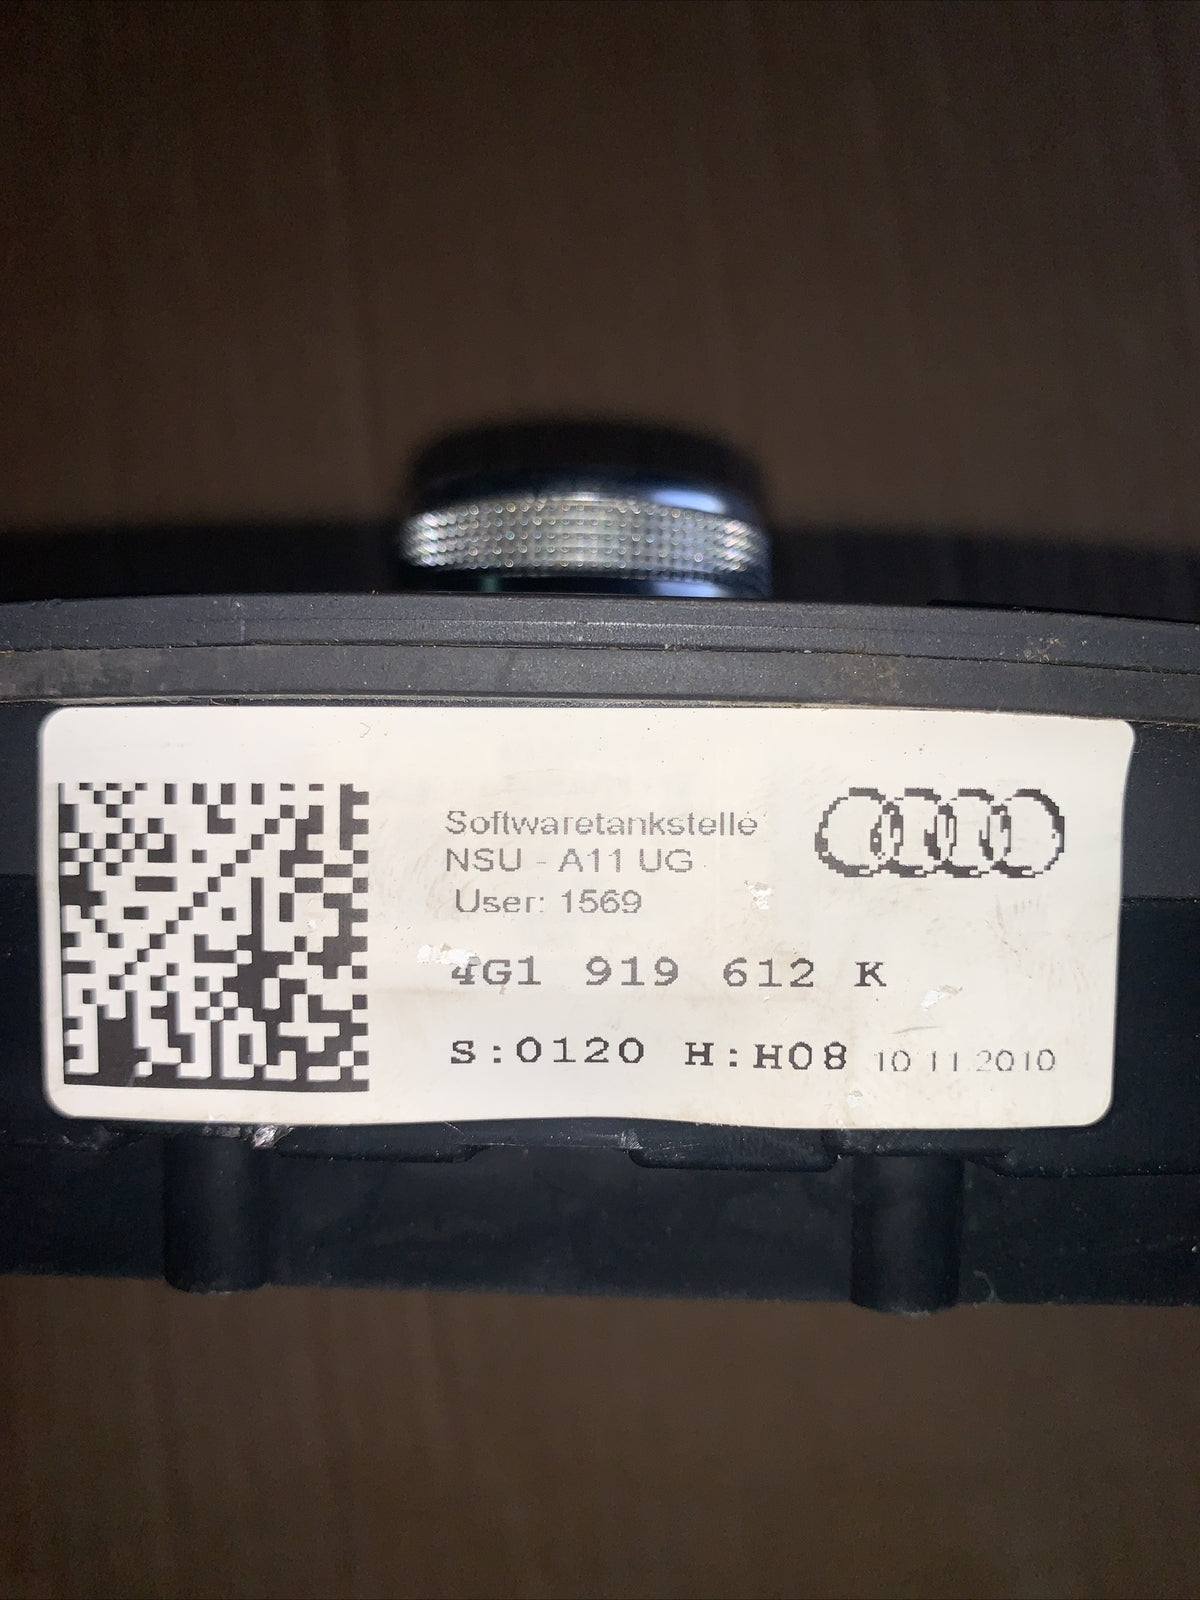 Softwaretankstelle
NSU - A11 UG
User: 1569
4G1 919 612 K
S:0120 H:H08 10.11.2010